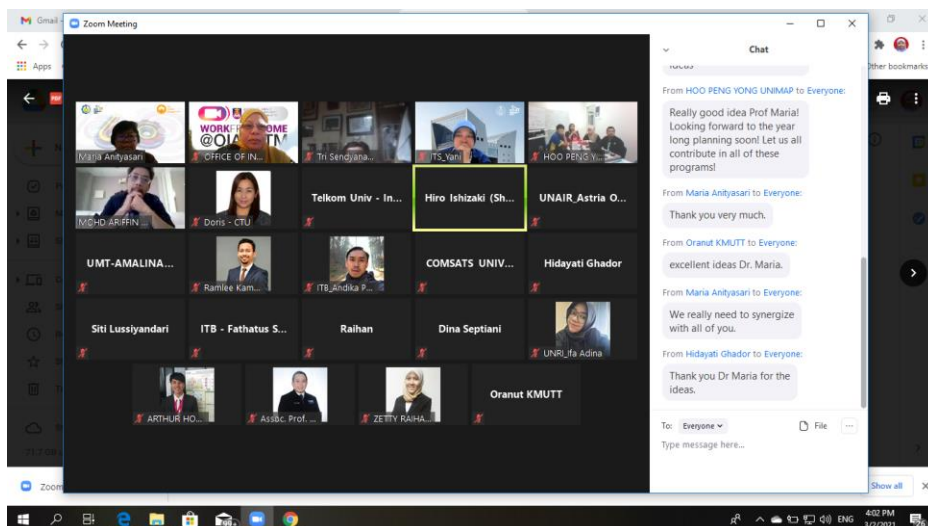 Gmail
Zoom Meeting
Apps
Other bookmarks
Maria Anityasari
WORK
@OIA
OFFICE OF IN...
Tri Sendyana...
ITS_Yani
HOO PENG Y...
MOHD ARIFFIN ...
Doris - CTU
Telkom Univ - In...
Hiro Ishizaki (Sh...
UNAIR_Astria O...
UMT-AMALINA...
Ramlee Kam...
ITB_Andika P...
COMSATS UNIV...
Hidayati Ghador
Siti Lussiyandari
ITB - Fathatus S...
Raihan
Dina Septiani
UNRI_Ifa Adina
ARTHUR HO...
Assoc. Prof. ...
ZETTY RAIHA...
Oranut KMUTT
Chat
From HOO PENG YONG UNIMAP to Everyone:
Really good idea Prof Maria!
Looking forward to the year
long planning soon! Let us all
contribute in all of these
programs!
From Maria Anityasari to Everyone:
Thank you very much.
From Oranut KMUTT to Everyone:
excellent ideas Dr. Maria.
From Maria Anityasari to Everyone:
We really need to synergize
with all of you.
From Hidayati Ghador to Everyone:
Thank you Dr Maria for the
ideas.
To: Everyone
File
Type message here...
Zoom
Show all
ENG
4:02 PM
3/2/2021